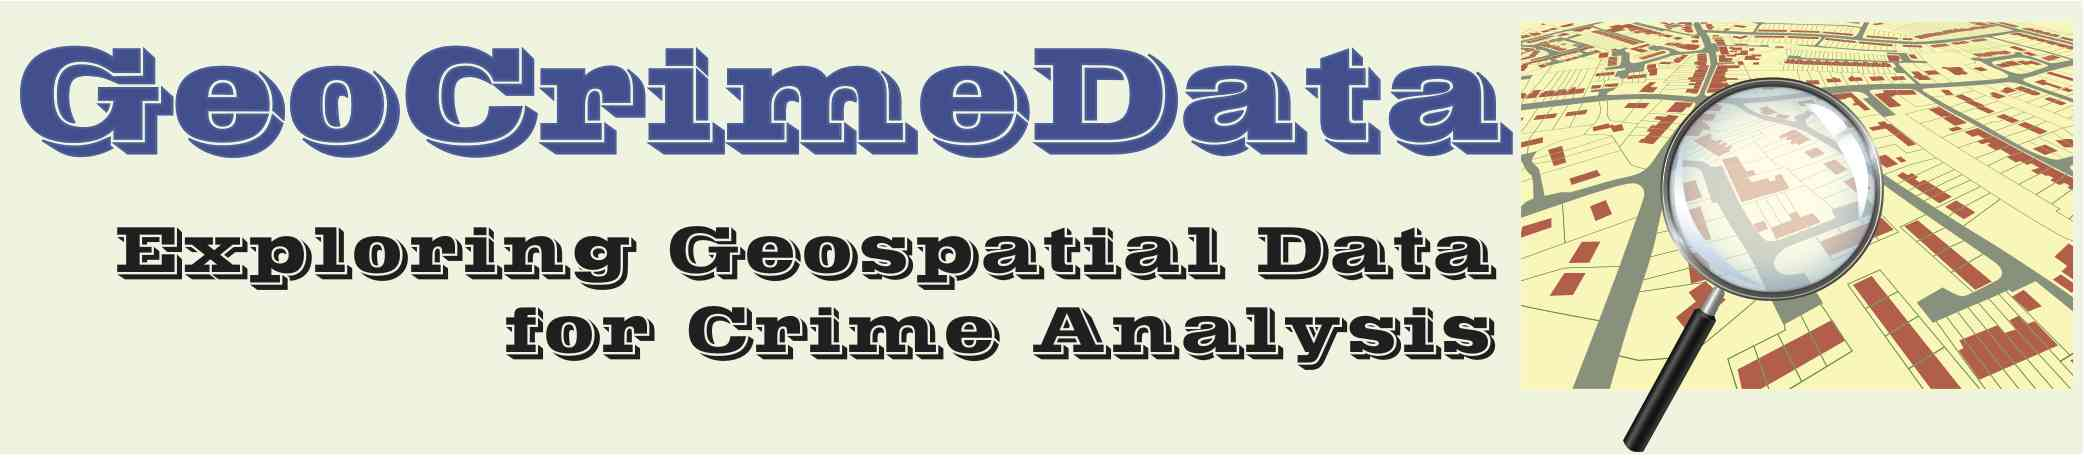 GeoCrimeData
Exploring Geospatial Data
for Crime Analysis